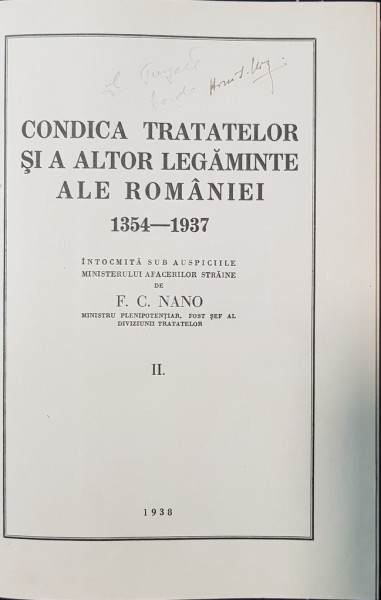 CONDICA TRATATELOR
ŞI A ALTOR LEGĂMINTE
ALE ROMÂNIEI
1354—1937
ÎNTOCMITĂ SUB AUSPICIILE
MINISTERULUI AFACERILOR STRĂINE
DE
F. C. NANO
MINISTRU PLENIPOTENŢIAR, FOST ŞEF AL
DIVIZIUNII TRATATELOR
II.
1938